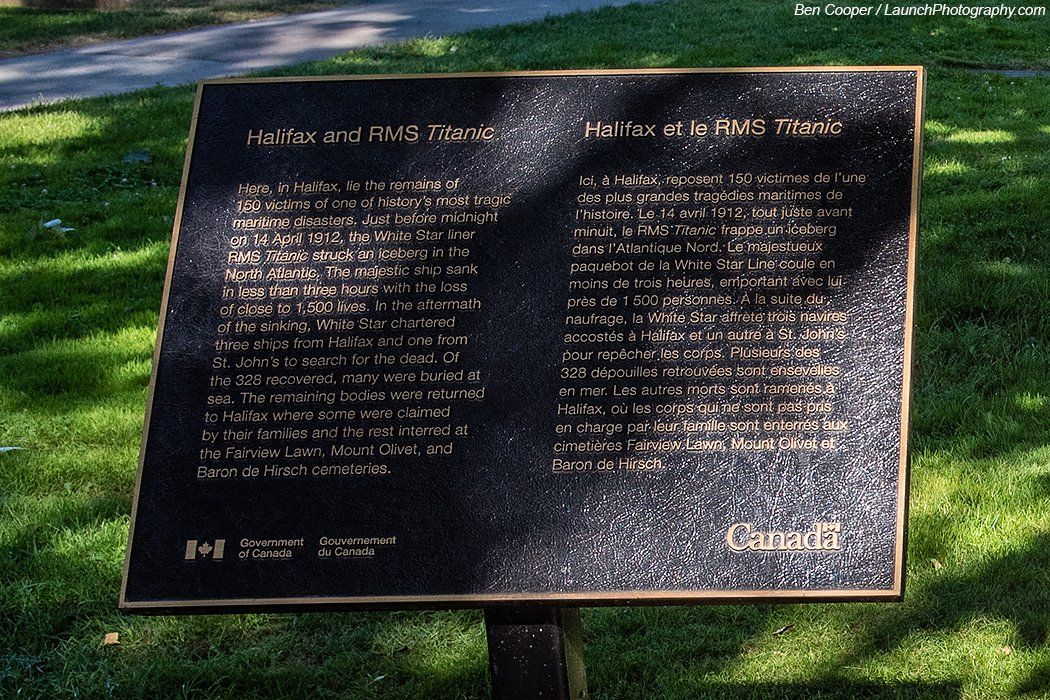 Ben Cooper / LaunchPhotography.com
Halifax and RMS Titanic
Here, in Halifax, lie the remains of
150 victims of one of history's most tragic
maritime disasters. Just before midnight
on 14 April 1912, the White Star liner
RMS Titanic struck an iceberg in the
North Atlantic. The majestic ship sank
in less than three hours with the loss
of close to 1,500 lives. In the aftermath
of the sinking, White Star chartered
three ships from Halifax and one from
St. John's to search for the dead. Of
the 328 recovered, many were buried at
sea. The remaining bodies were returned
to Halifax where some were claimed
by their families and the rest interred at
the Fairview Lawn, Mount Olivet, and
Baron de Hirsch cemeteries.
Halifax et le RMS Titanic
Ici, à Halifax, reposent 150 victimes de l'une
des plus grandes tragédies maritimes de
l'histoire. Le 14 avril 1912, tout juste avant
minuit, le RMS Titanic frappe un iceberg
dans l'Atlantique Nord. Le majestueux
paquebot de la White Star Line coule en
moins de trois heures, emportant avec lui
près de 1 500 personnes. À la suite du
naufrage, la White Star affrète trois navires
accostés à Halifax et un autre à St. John's
pour repêcher les corps. Plusieurs des
328 dépouilles retrouvées sont ensevelies
en mer. Les autres morts sont ramenés à
Halifax, où les corps qui ne sont pas pris
en charge par leur famille sont enterrés aux
cimetières Fairview Lawn, Mount Olivet et
Baron de Hirsch.
Government
of Canada
Gouvernement
du Canada
Canada